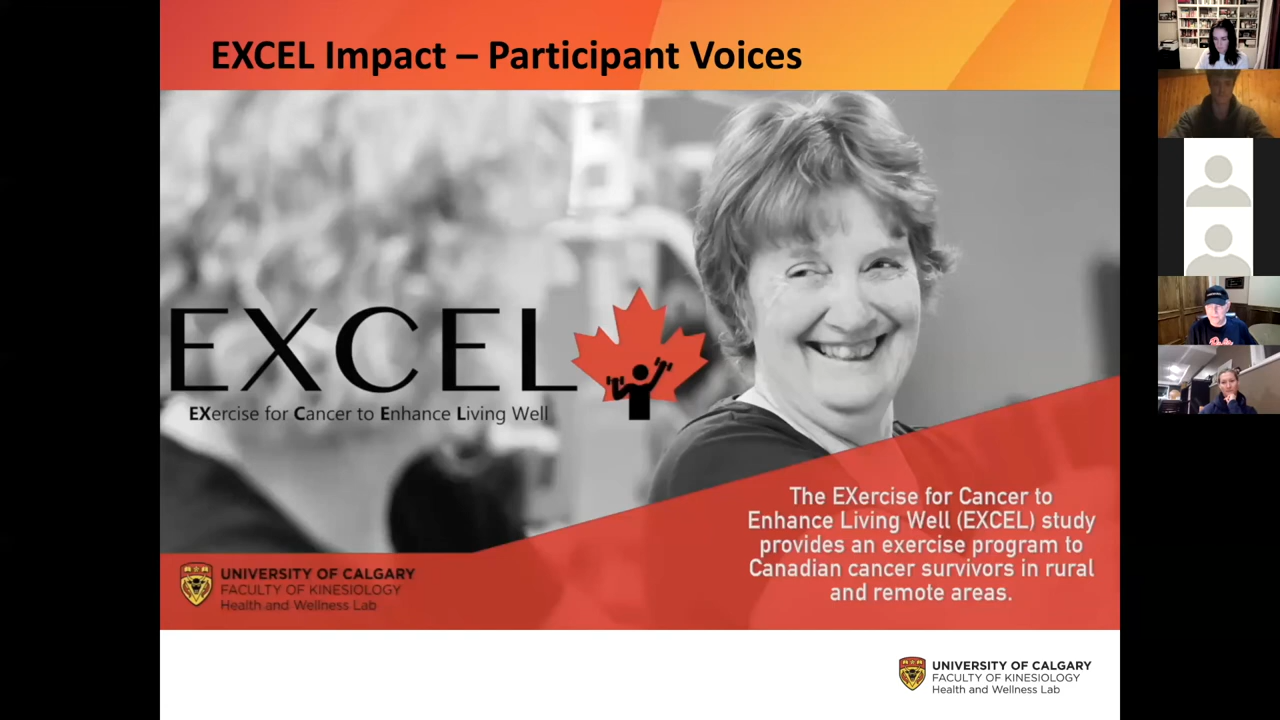 EXCEL Impact – Participant Voices
EXCEL
EXercise for Cancer to Enhance Living Well
The EXercise for Cancer to
Enhance Living Well (EXCEL) study
provides an exercise program to
Canadian cancer survivors in rural
and remote areas.
UNIVERSITY OF CALGARY
FACULTY OF KINESIOLOGY
Health and Wellness Lab
UNIVERSITY OF CALGARY
FACULTY OF KINESIOLOGY
Health and Wellness Lab